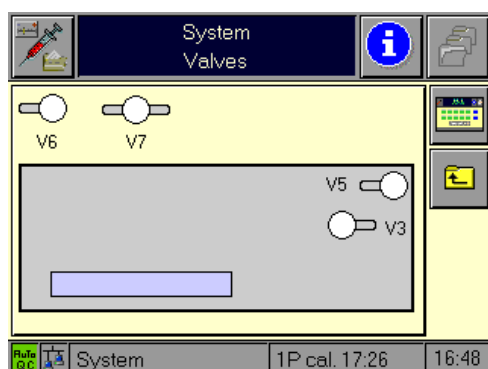 System
Valves
V6
V7
V5
V3
Auto
QC
System
1P cal. 17:26
16:48